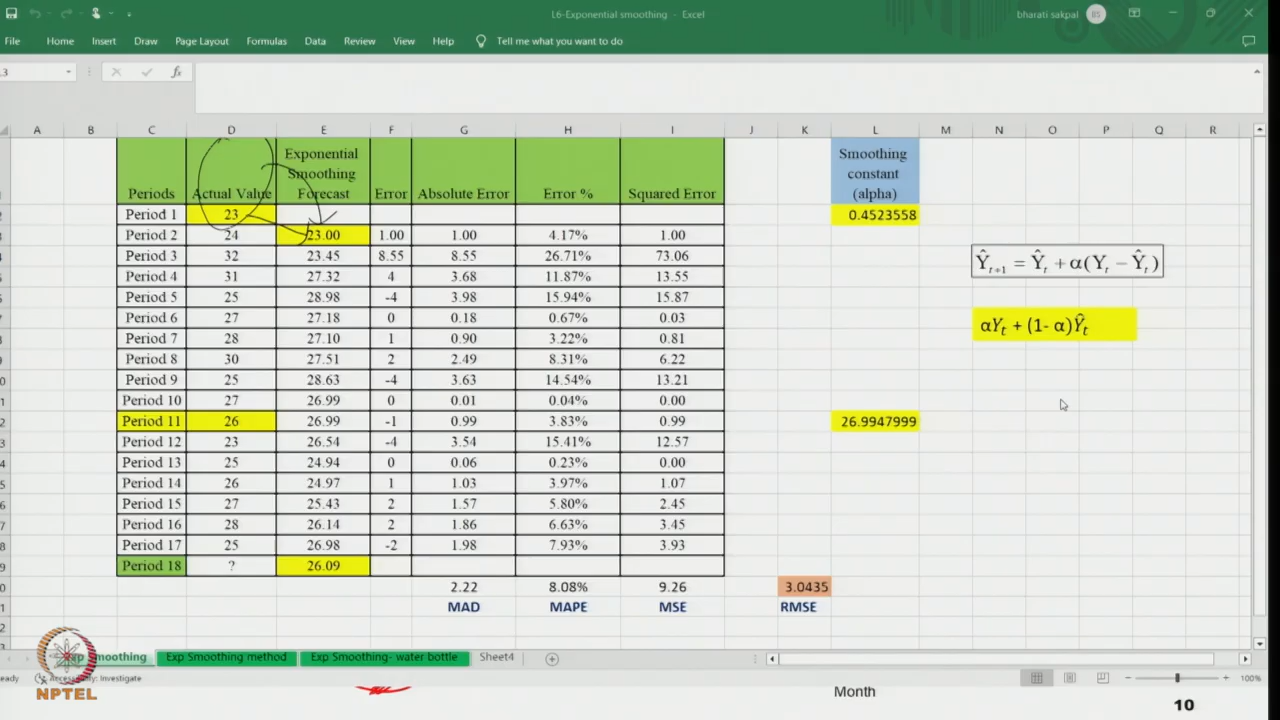 L6-Exponential smoothing - Excel
bharati sakpal BS
File Home Insert Draw Page Layout Formulas Data Review View Help Tell me what you want to do
fx
A B C D E F G H I J K L M N O P Q R
Periods Actual Value Exponential Smoothing Forecast Error Absolute Error Error % Squared Error Smoothing constant (alpha)
Period 1 23 0.4523558
Period 2 24 23.00 1.00 1.00 4.17% 1.00
Period 3 32 23.45 8.55 8.55 26.71% 73.06
Ŷt+1 = Ŷt + α(Yt − Ŷt)
Period 4 31 27.32 4 3.68 11.87% 13.55
Period 5 25 28.98 -4 3.98 15.94% 15.87
Period 6 27 27.18 0 0.18 0.67% 0.03
αYt + (1- α)Ŷt
Period 7 28 27.10 1 0.90 3.22% 0.81
Period 8 30 27.51 2 2.49 8.31% 6.22
Period 9 25 28.63 -4 3.63 14.54% 13.21
Period 10 27 26.99 0 0.01 0.04% 0.00
Period 11 26 26.99 -1 0.99 3.83% 0.99 26.9947999
Period 12 23 26.54 -4 3.54 15.41% 12.57
Period 13 25 24.94 0 0.06 0.23% 0.00
Period 14 26 24.97 1 1.03 3.97% 1.07
Period 15 27 25.43 2 1.57 5.80% 2.45
Period 16 28 26.14 2 1.86 6.63% 3.45
Period 17 25 26.98 -2 1.98 7.93% 3.93
Period 18 ? 26.09
2.22 8.08% 9.26 3.0435
MAD MAPE MSE RMSE
Smoothing Exp Smoothing method Exp Smoothing- water bottle Sheet4
Accessibility: Investigate 100%
NPTEL
Month
10